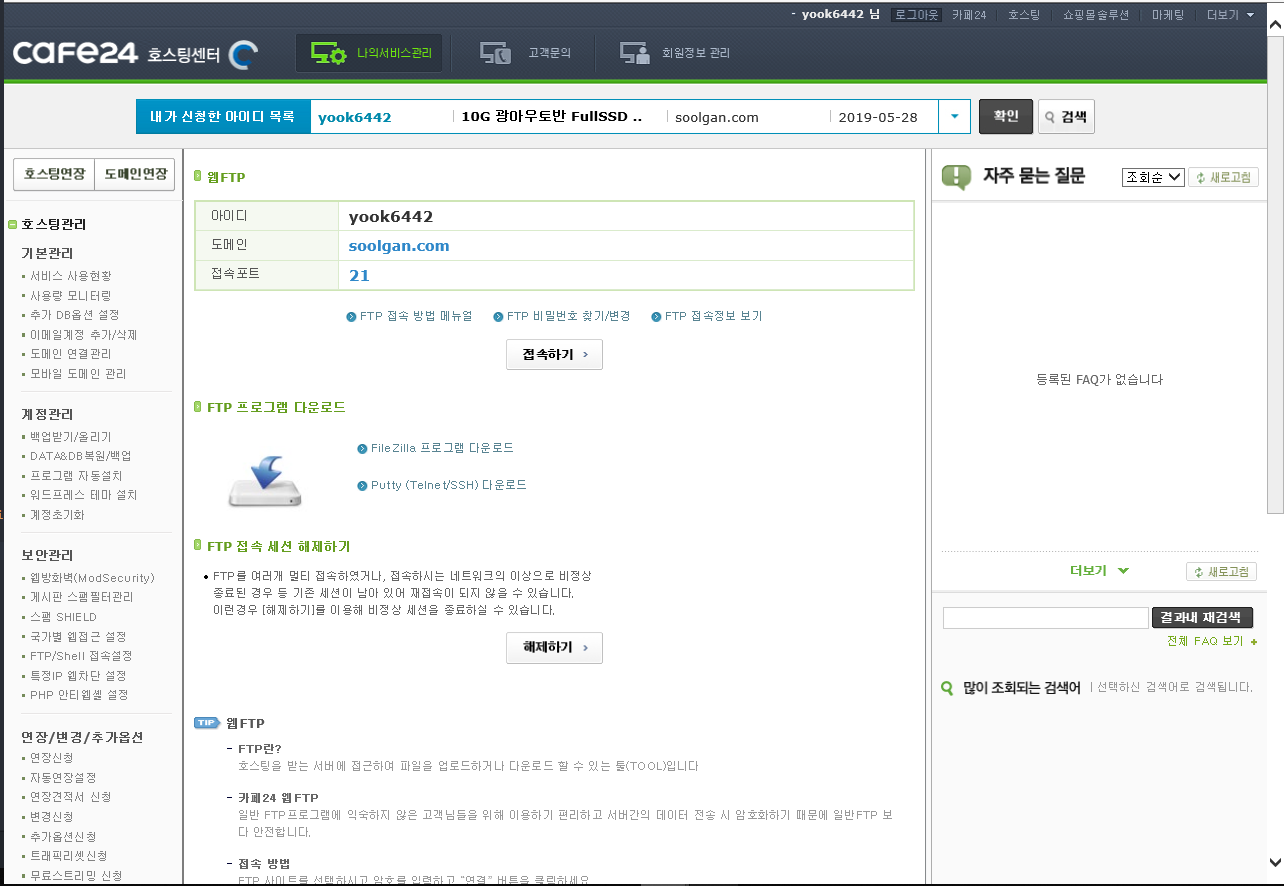 - yook6442 님 로그아웃 카페24 호스팅 쇼핑몰솔루션 마케팅 더보기
cafe24 호스팅센터
나의서비스관리 고객문의 회원정보 관리
내가 신청한 아이디 목록 yook6442 10G 광아우토반 FullSSD .. soolgan.com 2019-05-28 확인 검색
호스팅연장 도메인연장
호스팅관리
기본관리
서비스 사용현황
사용량 모니터링
추가 DB옵션 설정
이메일계정 추가/삭제
도메인 연결관리
모바일 도메인 관리
계정관리
백업받기/올리기
DATA&DB복원/백업
프로그램 자동설치
워드프레스 테마 설치
계정초기화
보안관리
웹방화벽(ModSecurity)
게시판 스팸필터관리
스팸 SHIELD
국가별 웹접근 설정
FTP/Shell 접속설정
특정IP 웹차단 설정
PHP 안티웹쉘 설정
연장/변경/추가옵션
연장신청
자동연장설정
연장견적서 신청
변경신청
추가옵션신청
트래픽리셋신청
무료스트리밍 신청
웹FTP
아이디 yook6442
도메인 soolgan.com
접속포트 21
FTP 접속 방법 메뉴얼 FTP 비밀번호 찾기/변경 FTP 접속정보 보기
접속하기
FTP 프로그램 다운로드
FileZilla 프로그램 다운로드
Putty (Telnet/SSH) 다운로드
FTP 접속 세션 해제하기
FTP를 여러개 멀티 접속하였거나, 접속하시는 네트워크의 이상으로 비정상
종료된 경우 등 기존 세션이 남아 있어 재접속이 되지 않을 수 있습니다.
이런경우 [해제하기]를 이용해 비정상 세션을 종료하실 수 있습니다.
해제하기
TIP 웹FTP
- FTP란?
호스팅을 받는 서버에 접근하여 파일을 업로드하거나 다운로드 할 수 있는 툴(TOOL)입니다
- 카페24 웹FTP
일반 FTP프로그램에 익숙하지 않은 고객님들을 위해 이용하기 편리하고 서버간의 데이터 전송 시 암호화하기 때문에 일반FTP 보
다 안전합니다.
- 접속 방법
FTP 사이트를 선택하시고 암호를 입력하고 "연결" 버튼을 클릭하세요
자주 묻는 질문 조회순 새로고침
등록된 FAQ가 없습니다
더보기 새로고침
결과내 재검색
전체 FAQ 보기 +
많이 조회되는 검색어 선택하신 검색어로 검색됩니다.